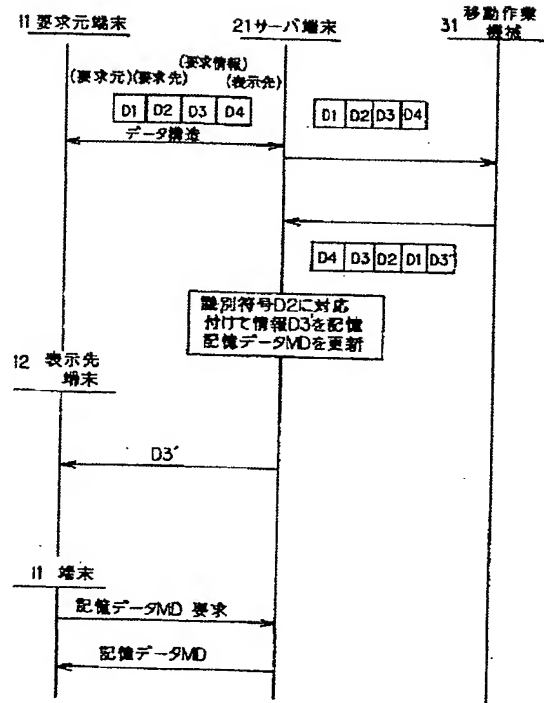 11 要求元端末
21サーバ端末
31 移動作業
機械
(要求情報)
(要求元)(要求先) (表示先)
D1 D2 D3 D4
データ構造
D1 D2 D3 D4
D4 D3 D2 D1 D3´
識別符号D2に対応
付けて情報D3´を記憶
記憶データMDを更新
12 表示先
端末
D3´
11 端末
記憶データMD 要求
記憶データMD